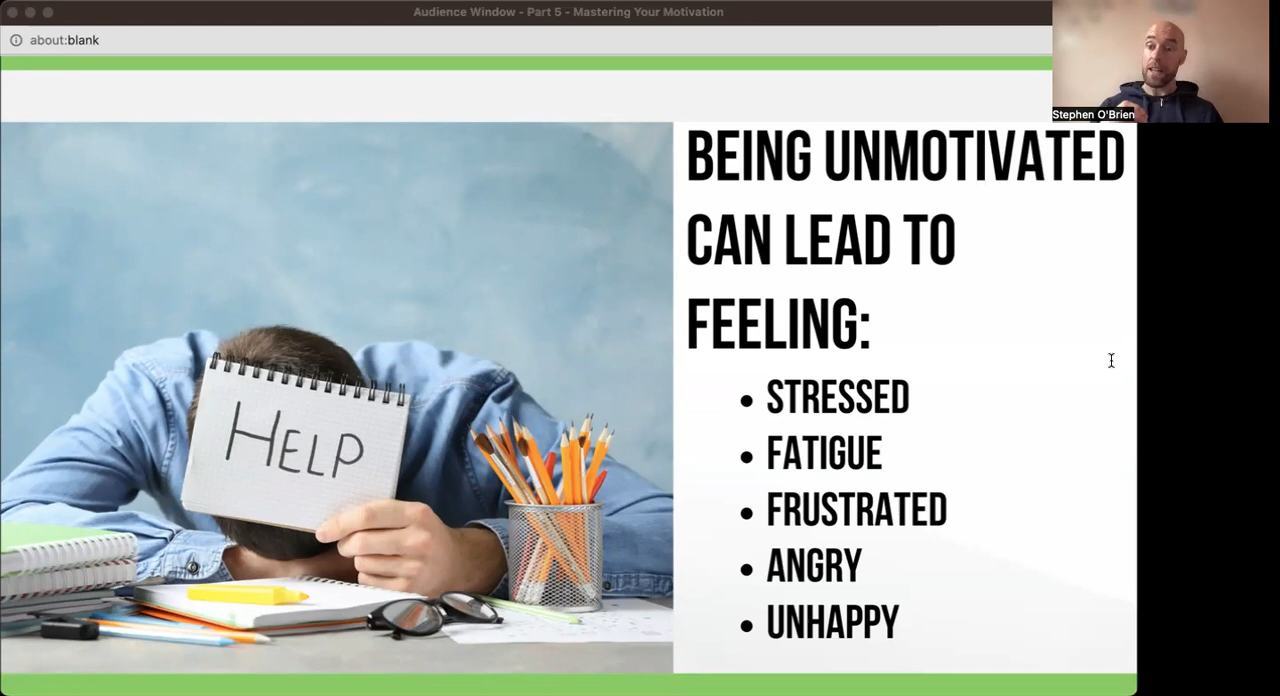 Audience Window - Part 5 - Mastering Your Motivation
about:blank
Stephen O'Brien
BEING UNMOTIVATED
CAN LEAD TO
FEELING:
• STRESSED
• FATIGUE
• FRUSTRATED
• ANGRY
• UNHAPPY
HELP